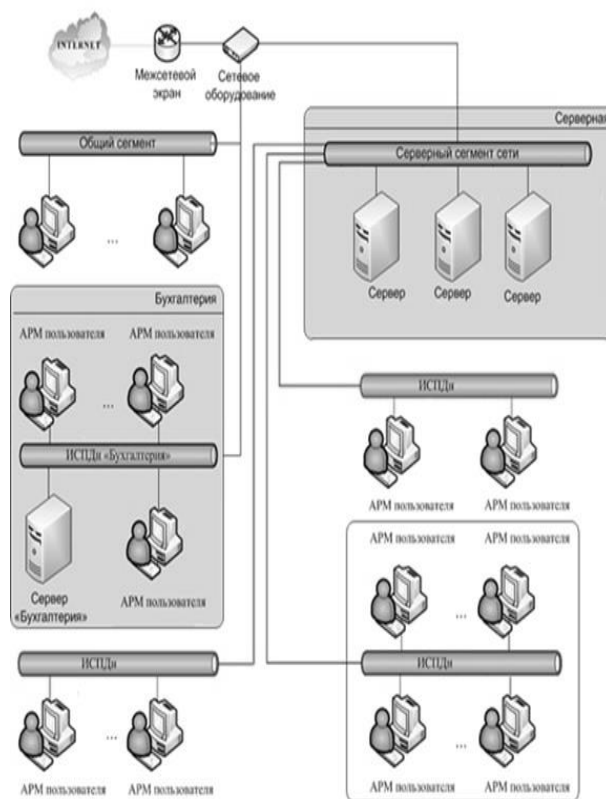 INTERNET
Межсетевой
экран
Сетевое
оборудование
Серверная
Общий сегмент
Серверный сегмент сети
...
Сервер
Сервер
Сервер
Бухгалтерия
АРМ пользователя
АРМ пользователя
...
ИСПДн «Бухгалтерия»
Сервер
«Бухгалтерия»
АРМ пользователя
ИСПДн
...
АРМ пользователя
АРМ пользователя
АРМ пользователя
АРМ пользователя
...
ИСПДн
...
АРМ пользователя
АРМ пользователя
ИСПДн
...
АРМ пользователя
АРМ пользователя